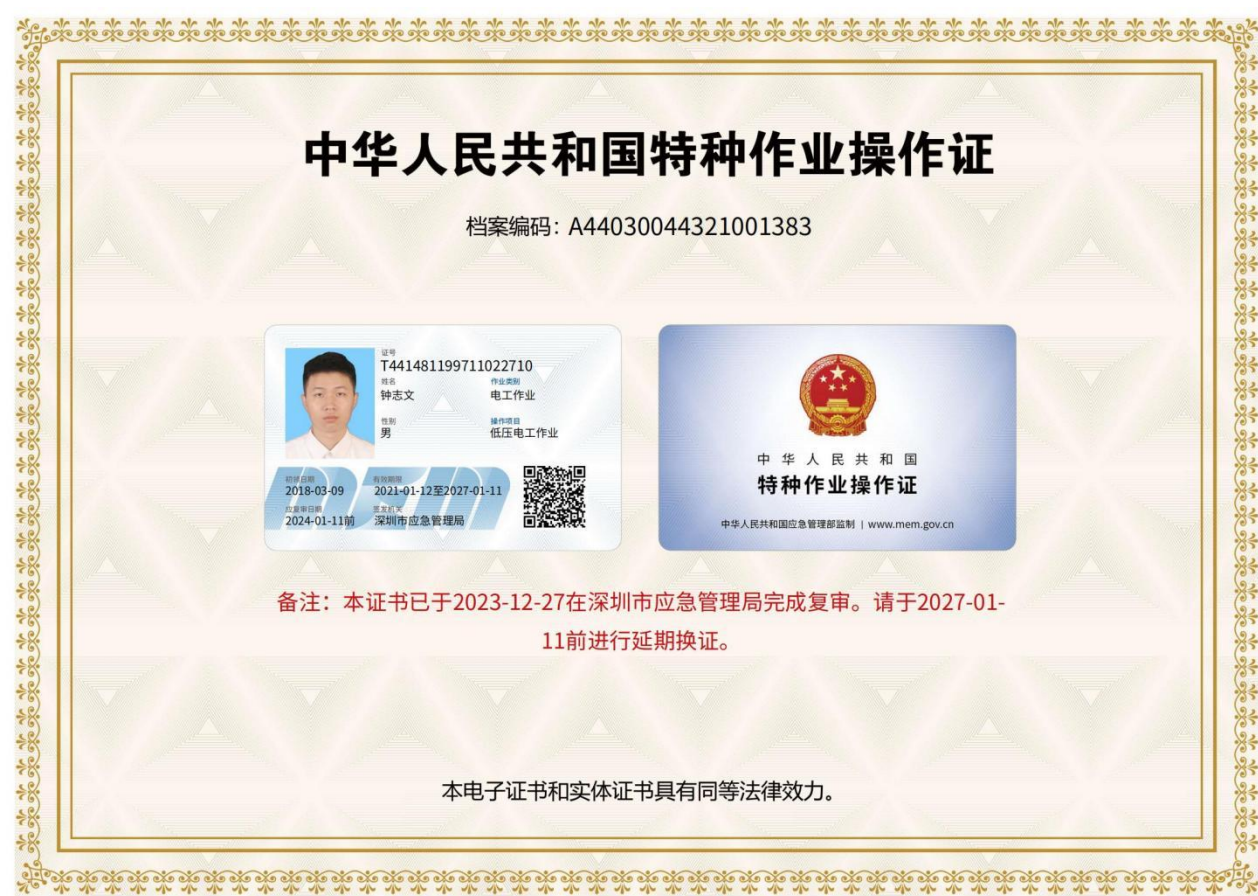 中华人民共和国特种作业操作证
档案编码：A44030044321001383
证号
T441481199711022710
姓名
钟志文
作业类别
电工作业
性别
男
操作项目
低压电工作业
初领日期
2018-03-09
有效期限
2021-01-12至2027-01-11
应复审日期
2024-01-11前
签发机关
深圳市应急管理局
中华人民共和国
特种作业操作证
中华人民共和国应急管理部监制 | www.mem.gov.cn
备注：本证书已于2023-12-27在深圳市应急管理局完成复审。请于2027-01-
11前进行延期换证。
本电子证书和实体证书具有同等法律效力。